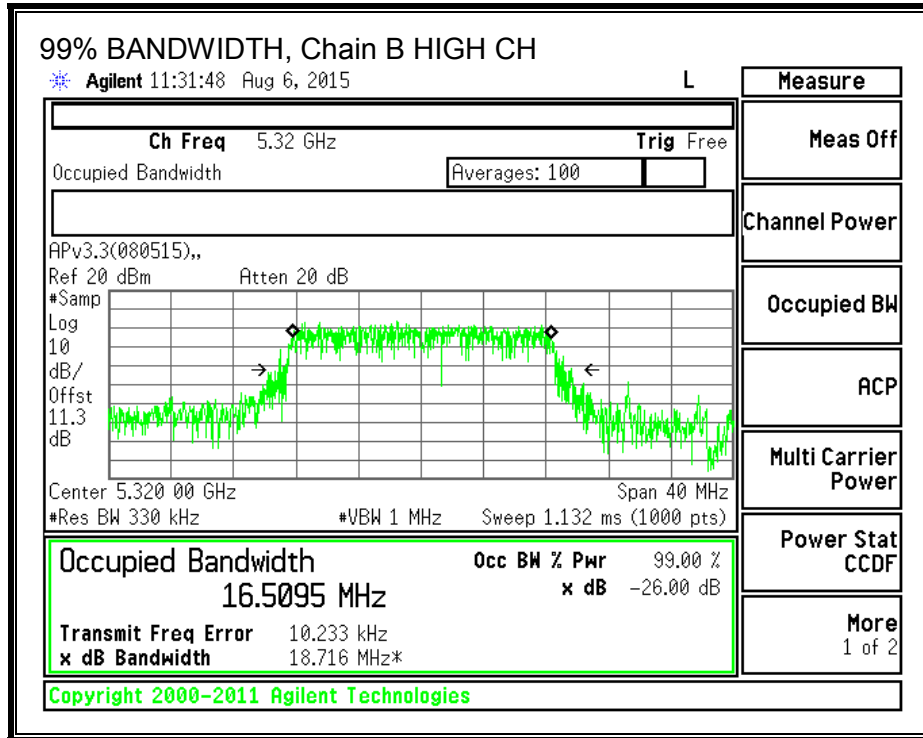 99% BANDWIDTH, Chain B HIGH CH
Agilent 11:31:48 Aug 6, 2015 L
Measure
Ch Freq 5.32 GHz Trig Free
Meas Off
Occupied Bandwidth Averages: 100
Channel Power
APv3.3(080515),,
Ref 20 dBm Atten 20 dB
#Samp
Log
10
dB/
Offst
11.3
dB
Occupied BW
ACP
Center 5.320 00 GHz Span 40 MHz
#Res BW 330 kHz #VBW 1 MHz Sweep 1.132 ms (1000 pts)
Multi Carrier
Power
Occupied Bandwidth Occ BW % Pwr 99.00 %
16.5095 MHz x dB -26.00 dB
Transmit Freq Error 10.233 kHz
x dB Bandwidth 18.716 MHz*
Power Stat
CCDF
More
1 of 2
Copyright 2000-2011 Agilent Technologies